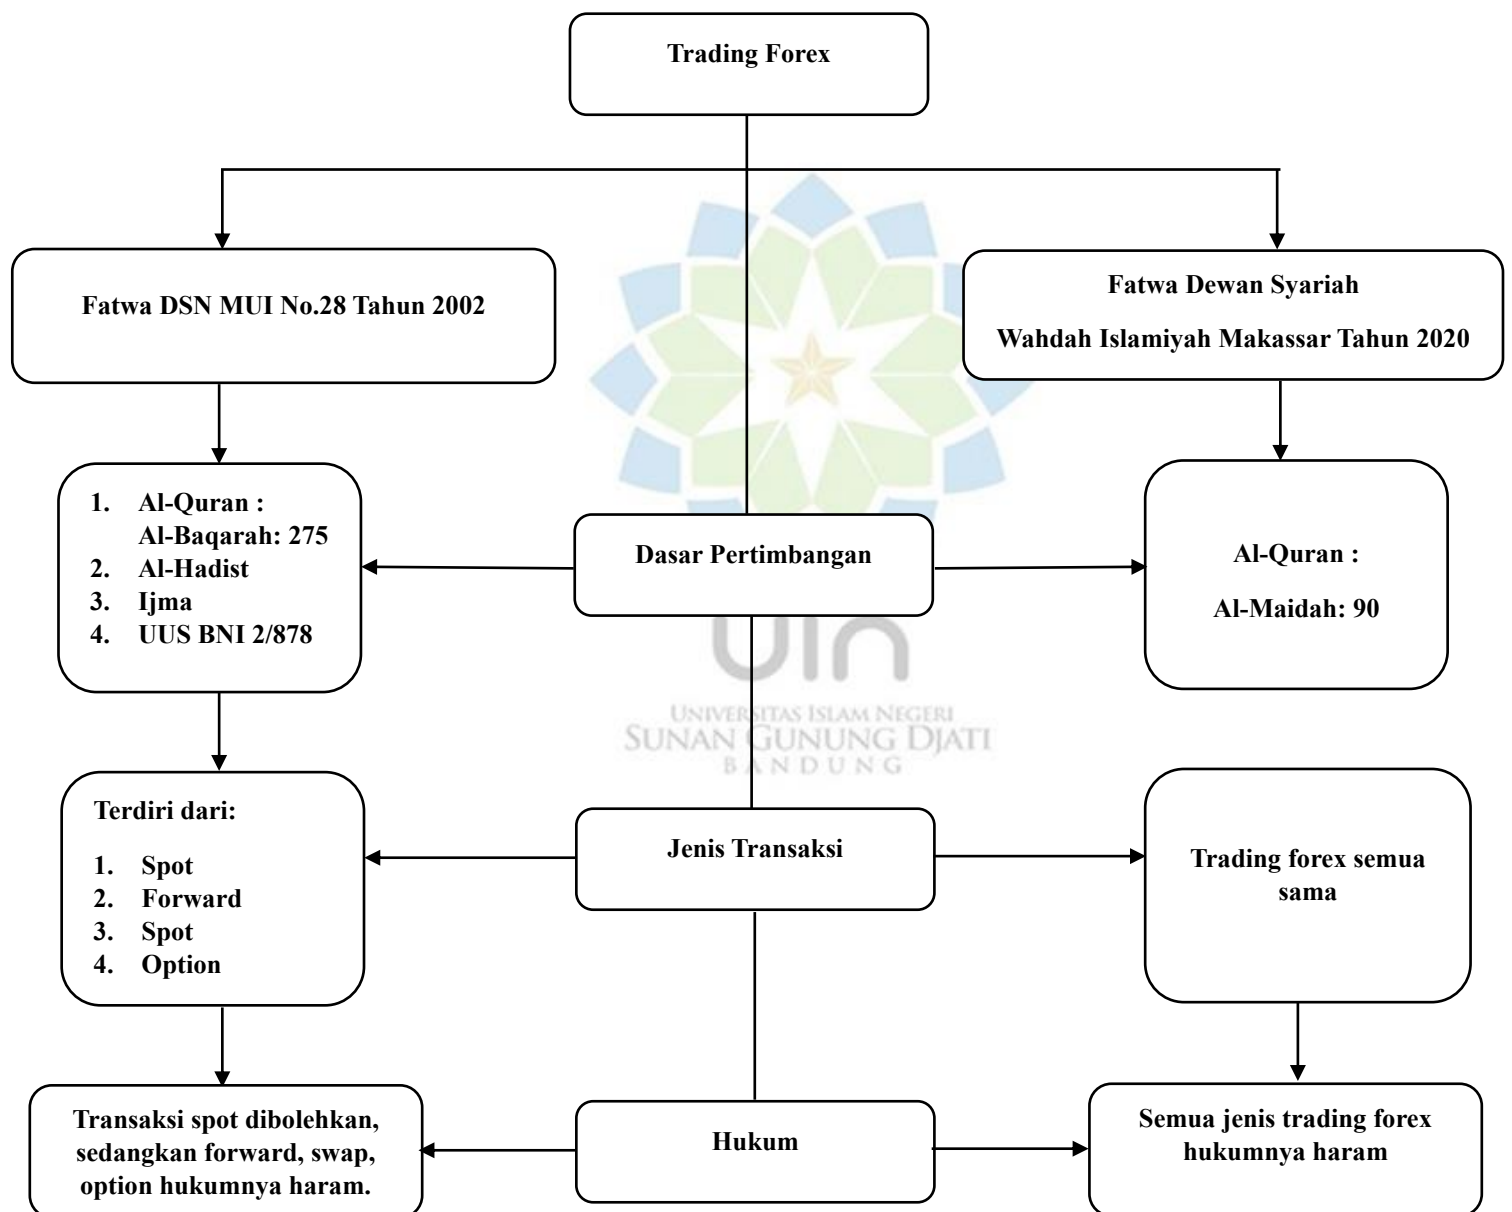 Trading Forex
Fatwa DSN MUI No.28 Tahun 2002
Fatwa Dewan Syariah
Wahdah Islamiyah Makassar Tahun 2020
1. Al-Quran :
Al-Baqarah: 275
2. Al-Hadist
3. Ijma
4. UUS BNI 2/878
Dasar Pertimbangan
Al-Quran :
Al-Maidah: 90
uin
UNIVERSITAS ISLAM NEGERI
SUNAN GUNUNG DJATI
BANDUNG
Terdiri dari:
1. Spot
2. Forward
3. Spot
4. Option
Jenis Transaksi
Trading forex semua
sama
Transaksi spot dibolehkan,
sedangkan forward, swap,
option hukumnya haram.
Hukum
Semua jenis trading forex
hukumnya haram